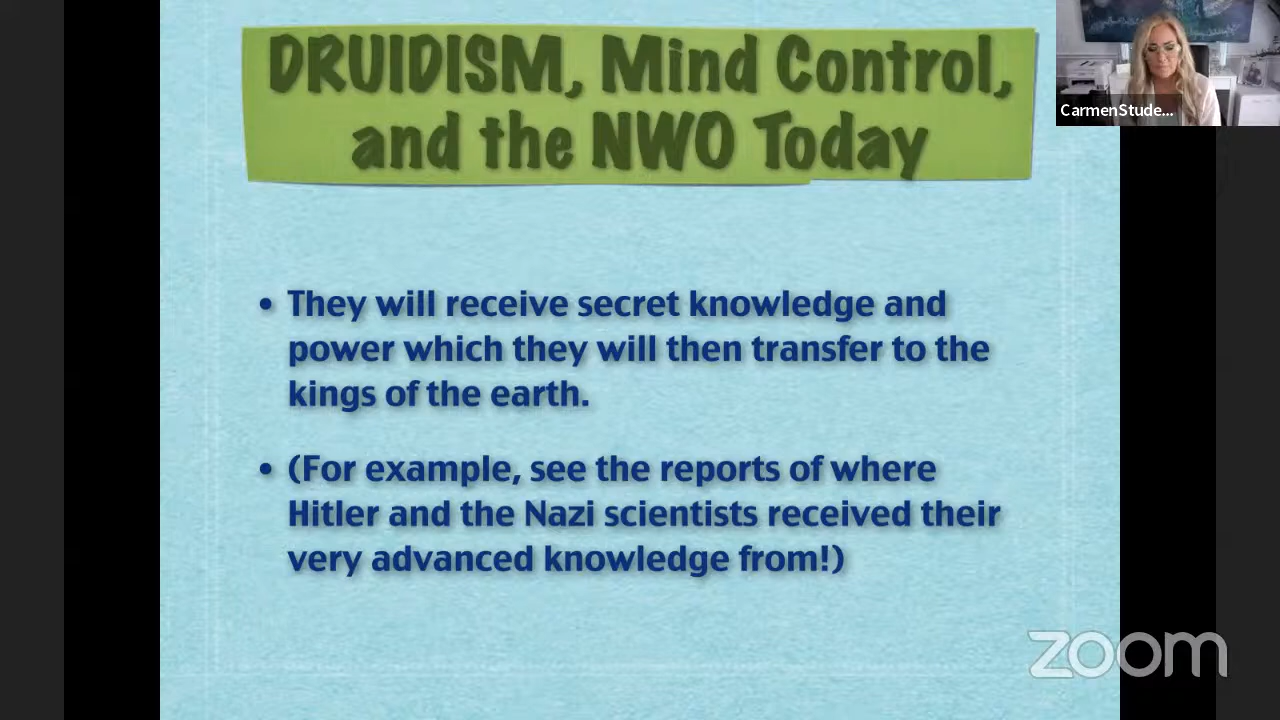 DRUIDISM, Mind Control,
and the NWO Today
CarmenStude...
• They will receive secret knowledge and
power which they will then transfer to the
kings of the earth.
• (For example, see the reports of where
Hitler and the Nazi scientists received their
very advanced knowledge from!)
zoom